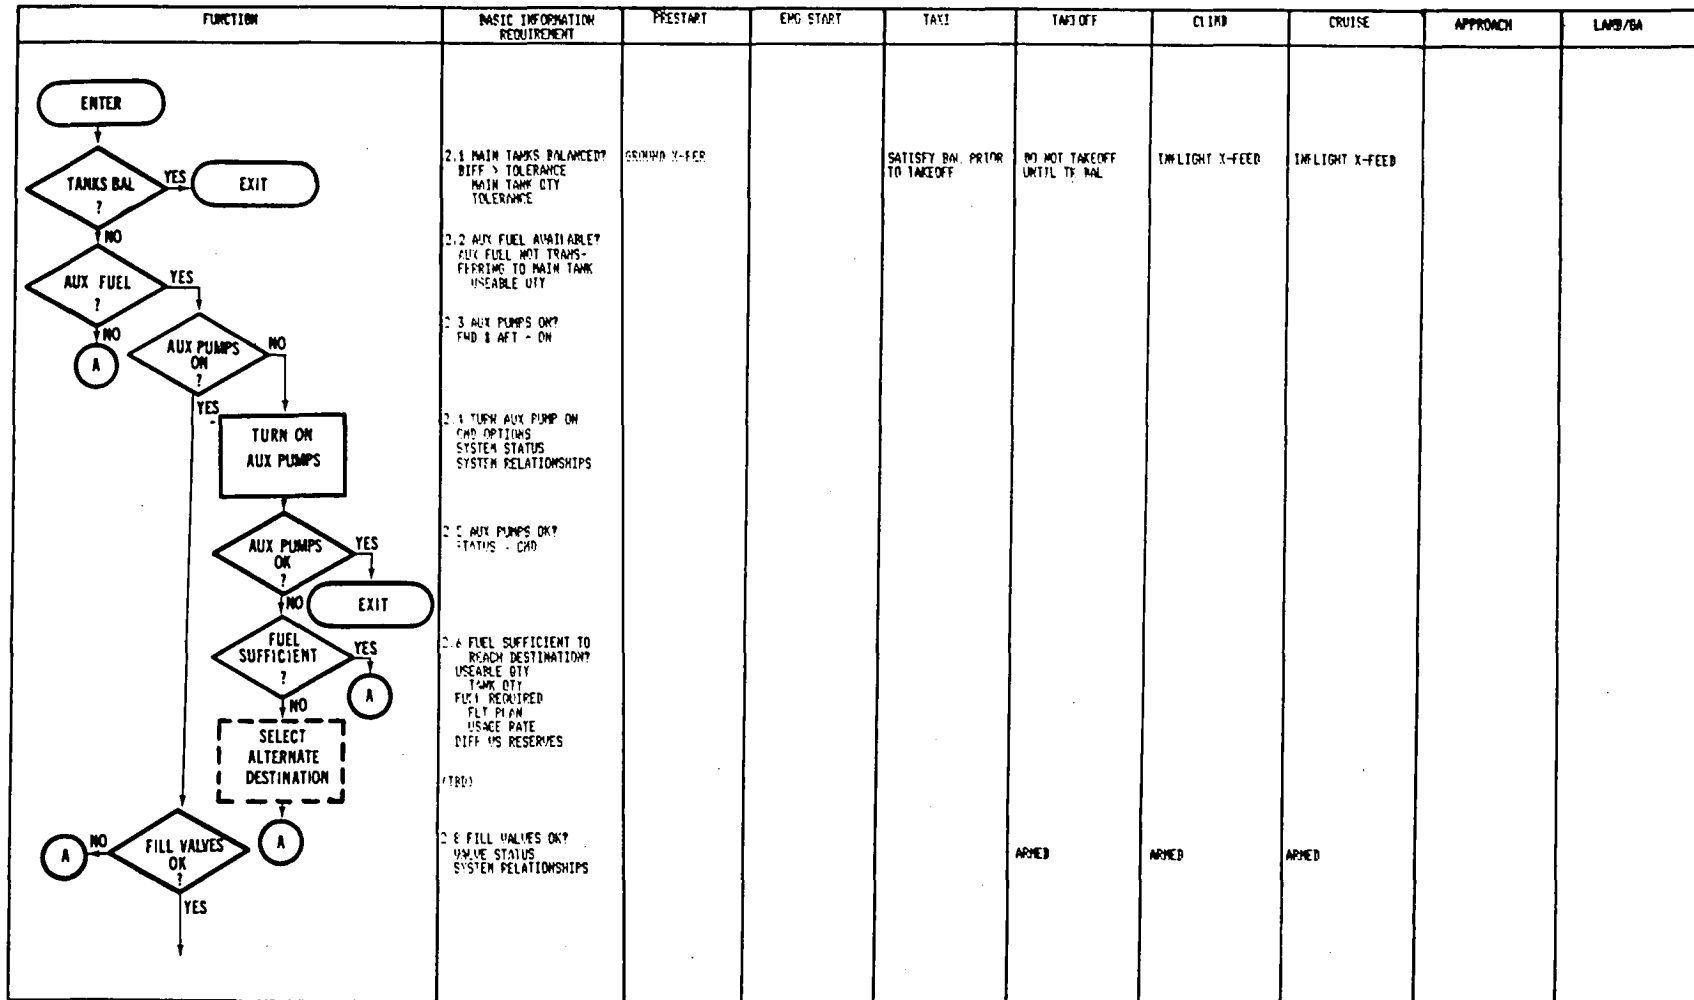 FUNCTION
BASIC INFORMATION
REQUIREMENT
PRESTART
ENG START
TAXI
TAKEOFF
CLIMB
CRUISE
APPROACH
LAND/GA
ENTER
TANKS BAL
?
YES
EXIT
NO
AUX FUEL
?
YES
NO
A
AUX PUMPS
ON
?
NO
YES
TURN ON
AUX PUMPS
AUX PUMPS
OK
?
YES
EXIT
NO
FUEL
SUFFICIENT
?
YES
A
NO
SELECT
ALTERNATE
DESTINATION
A
FILL VALVES
OK
?
NO
A
YES
2.1 MAIN TANKS BALANCED?
DIFF > TOLERANCE
MAIN TANK QTY
TOLERANCE
GROUND X-FER
SATISFY BAL PRIOR
TO TAKEOFF
DO NOT TAKEOFF
UNTIL TF BAL
INFLIGHT X-FEED
INFLIGHT X-FEED
2.2 AUX FUEL AVAILABLE?
AUX FUEL NOT TRANS-
FERRING TO MAIN TANK
USEABLE QTY
2.3 AUX PUMPS ON?
FWD & AFT - ON
2.4 TURN AUX PUMP ON
CMD OPTIONS
SYSTEM STATUS
SYSTEM RELATIONSHIPS
2.5 AUX PUMPS OK?
STATUS - CMD
2.6 FUEL SUFFICIENT TO
REACH DESTINATION?
USEABLE QTY
TANK QTY
FUEL REQUIRED
FLT PLAN
USAGE RATE
DIFF VS RESERVES
(TBD)
2.8 FILL VALVES OK?
VALVE STATUS
SYSTEM RELATIONSHIPS
ARMED
ARMED
ARMED